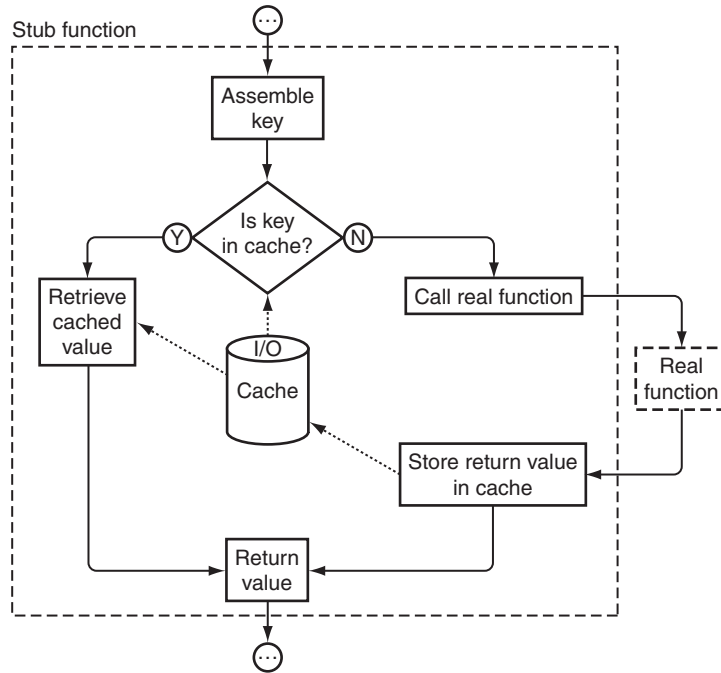 …
Stub function
Assemble
key
Is key
in cache?
Y
N
Retrieve
cached
value
Call real function
I/O
Cache
Real
function
Store return value
in cache
Return
value
…